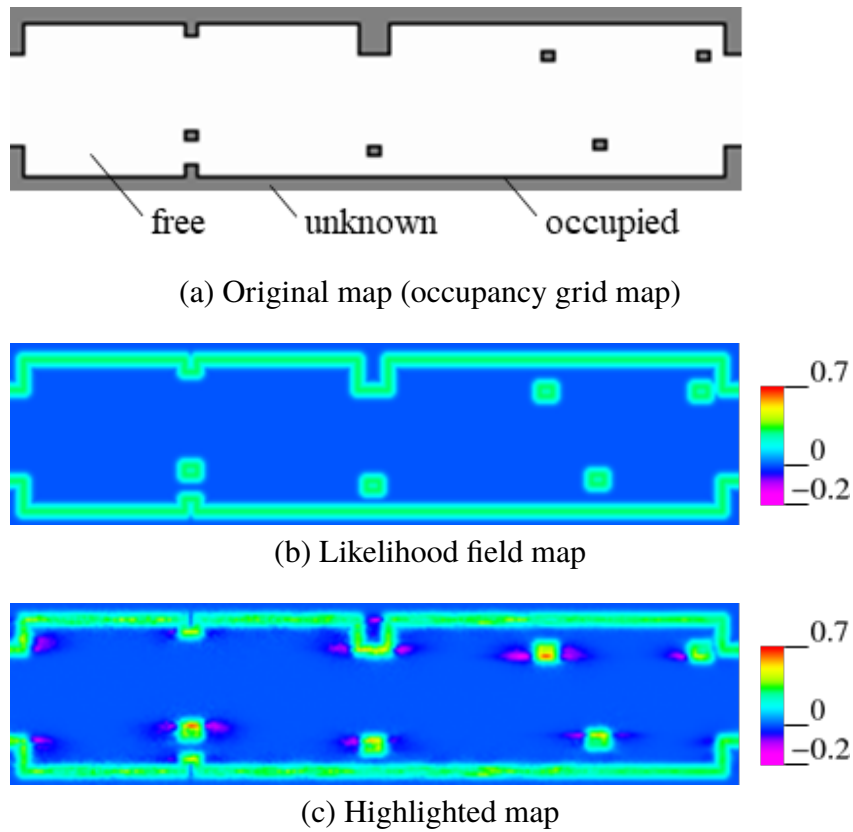 free
unknown
occupied
(a) Original map (occupancy grid map)
0.7
0
−0.2
(b) Likelihood field map
0.7
0
−0.2
(c) Highlighted map